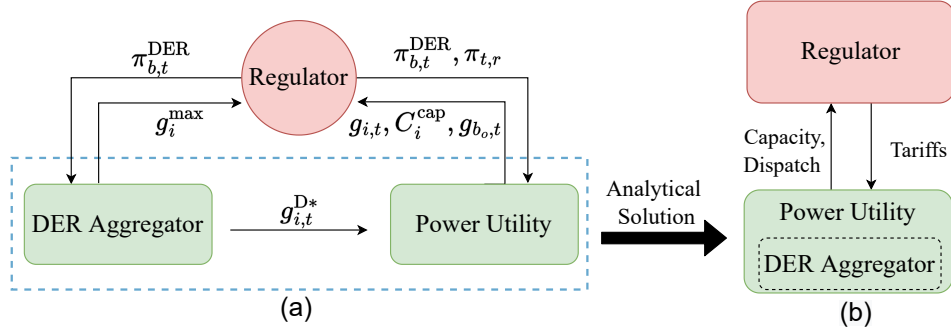 π_{b,t}^{DER}
Regulator
π_{b,t}^{DER}, π_{t,r}
g_i^{max}
g_{i,t}, C_i^{cap}, g_{b_o,t}
DER Aggregator
g_{i,t}^{D*}
Power Utility
(a)
Analytical
Solution
Regulator
Capacity,
Dispatch
Tariffs
Power Utility
DER Aggregator
(b)